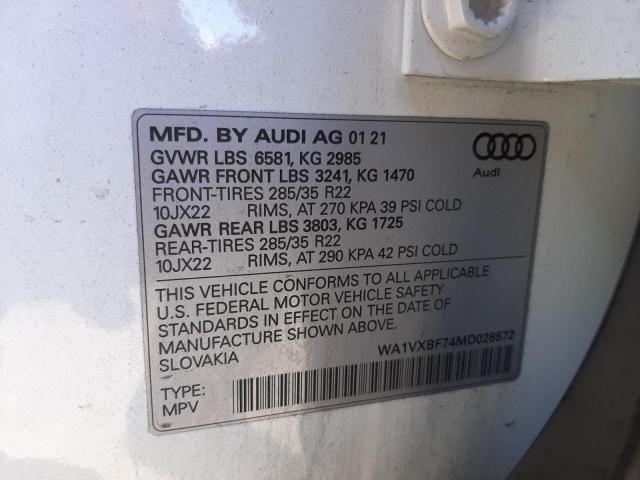 MFD. BY AUDI AG 01 21
GVWR LBS 6581, KG 2985
GAWR FRONT LBS 3241, KG 1470
FRONT-TIRES 285/35 R22
10JX22 RIMS, AT 270 KPA 39 PSI COLD
GAWR REAR LBS 3803, KG 1725
REAR-TIRES 285/35 R22
10JX22 RIMS, AT 290 KPA 42 PSI COLD
Audi
THIS VEHICLE CONFORMS TO ALL APPLICABLE
U.S. FEDERAL MOTOR VEHICLE SAFETY
STANDARDS IN EFFECT ON THE DATE OF
MANUFACTURE SHOWN ABOVE.
SLOVAKIA
WA1VXBF74MD028572
TYPE:
MPV